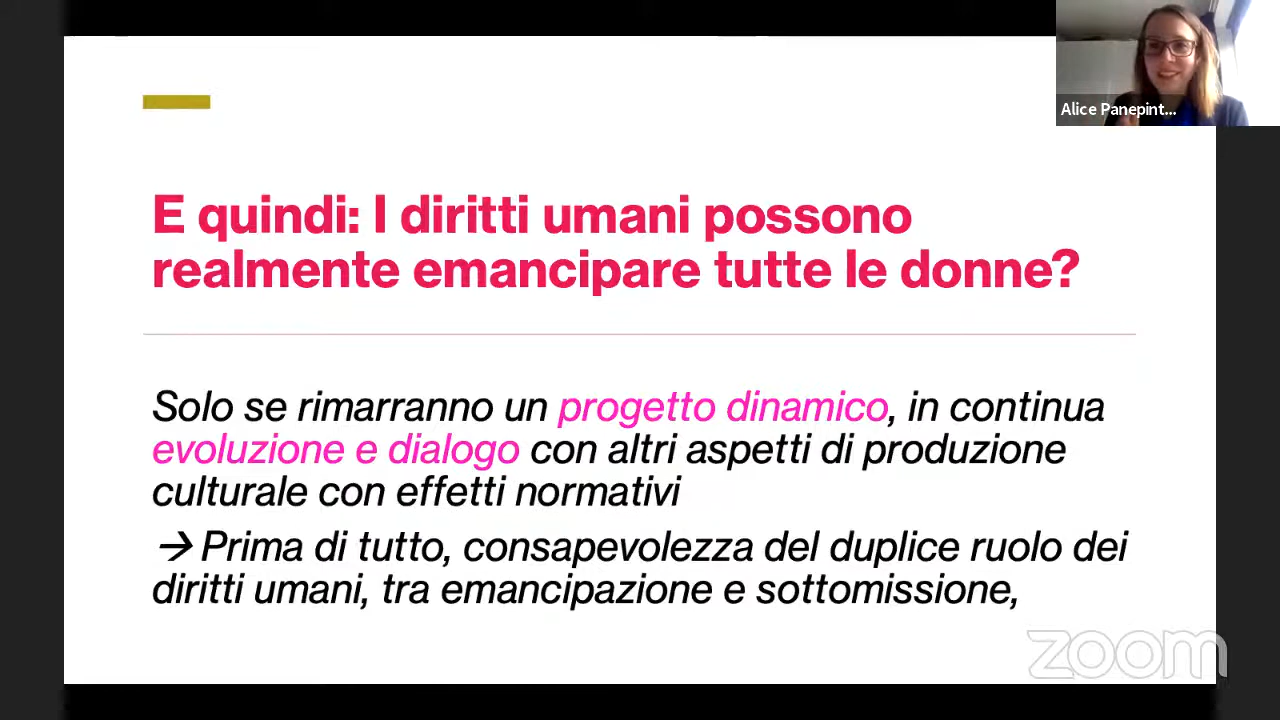 Alice Panepint...
E quindi: I diritti umani possono
realmente emancipare tutte le donne?
Solo se rimarranno un progetto dinamico, in continua
evoluzione e dialogo con altri aspetti di produzione
culturale con effetti normativi
→ Prima di tutto, consapevolezza del duplice ruolo dei
diritti umani, tra emancipazione e sottomissione,
zoom